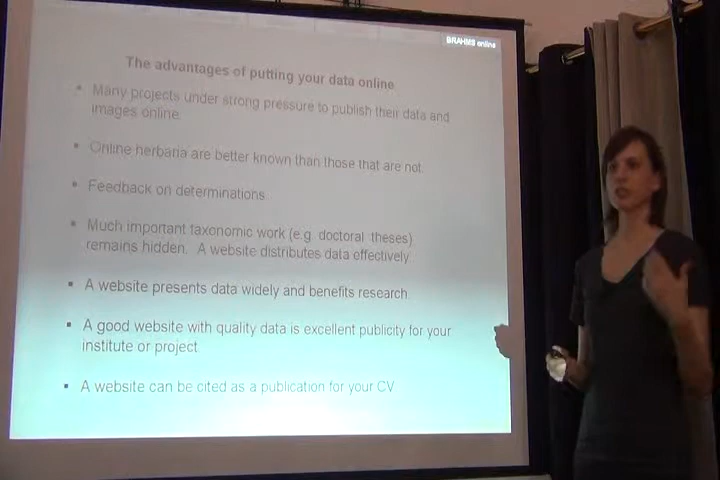 BRAHMS online
The advantages of putting your data online
• Many projects under strong pressure to publish their data and
images online.
• Online herbaria are better known than those that are not.
• Feedback on determinations
• Much important taxonomic work (e.g. doctoral theses)
remains hidden. A website distributes data effectively
• A website presents data widely and benefits research
• A good website with quality data is excellent publicity for your
institute or project
• A website can be cited as a publication for your CV